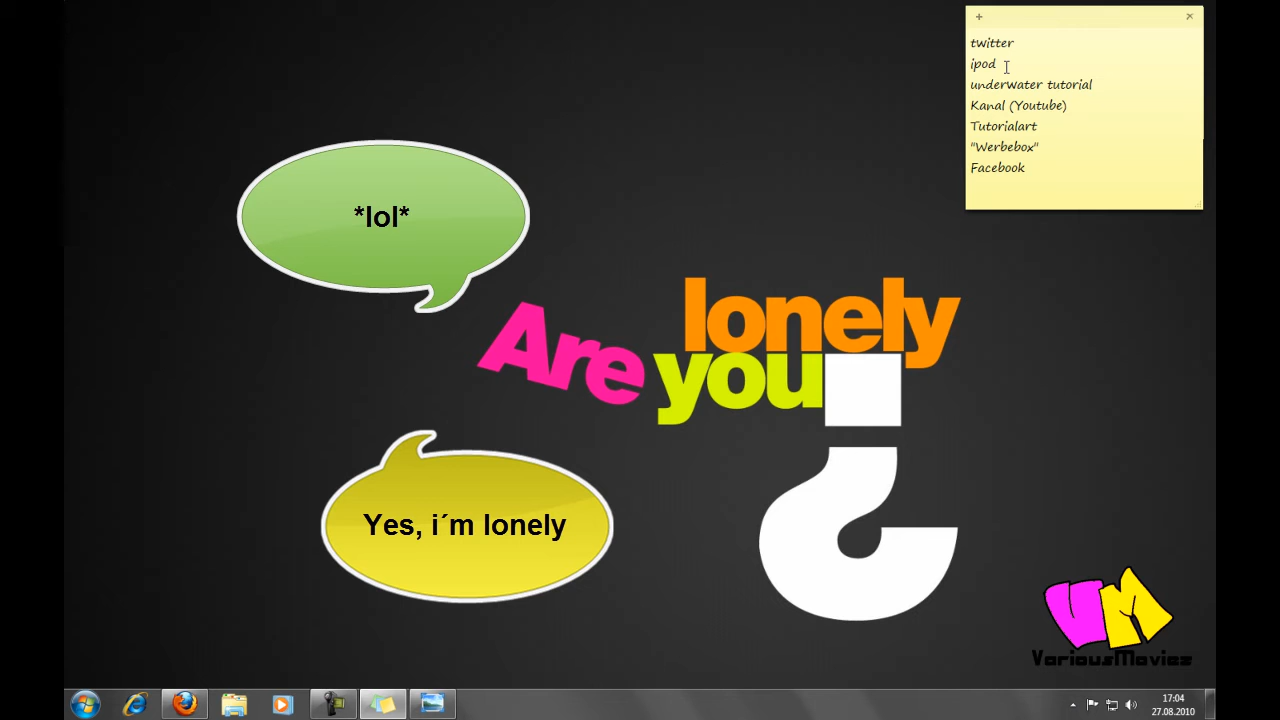 twitter
ipod
underwater tutorial
Kanal (Youtube)
Tutorialart
"Werbebox"
Facebook
*lol*
lonely
Are you
?
Yes, i´m lonely
VM
VariousMovies
17:04
27.08.2010